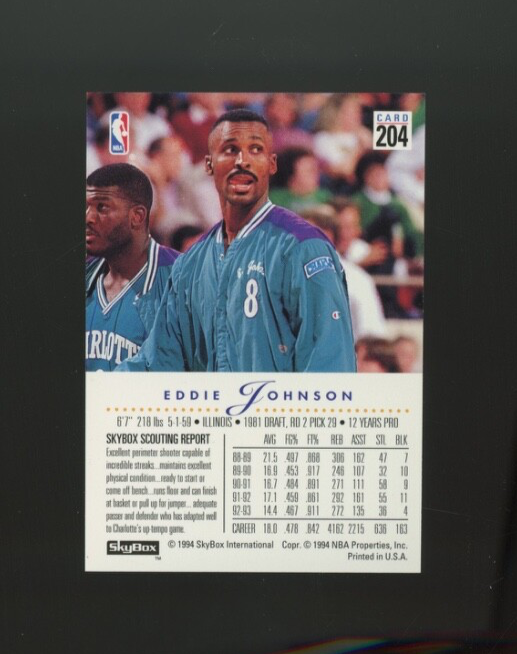 NBA
CARD
204
8
CHARLOTTE
EDDIE JOHNSON
6'7" 218 lbs 5-1-59 • ILLINOIS • 1981 DRAFT, RD 2 PICK 29 • 12 YEARS PRO
SKYBOX SCOUTING REPORT
Excellent perimeter shooter capable of
incredible streaks...maintains excellent
physical condition...ready to start or
come off bench...runs floor and can finish
at basket or pull up for jumper...adequate
passer and defender who has adapted well
to Charlotte's up-tempo game.
AVG FG% FT% REB ASST STL BLK
88-89 21.5 .497 .868 306 162 47 7
89-90 16.9 .453 .917 246 107 32 10
90-91 16.7 .484 .891 271 111 58 9
91-92 17.1 .459 .861 292 161 55 11
92-93 14.4 .467 .911 272 135 36 4
CAREER 18.0 .478 .842 4162 2215 636 163
SkyBox TM
© 1994 SkyBox International Copr. © 1994 NBA Properties, Inc.
Printed in U.S.A.